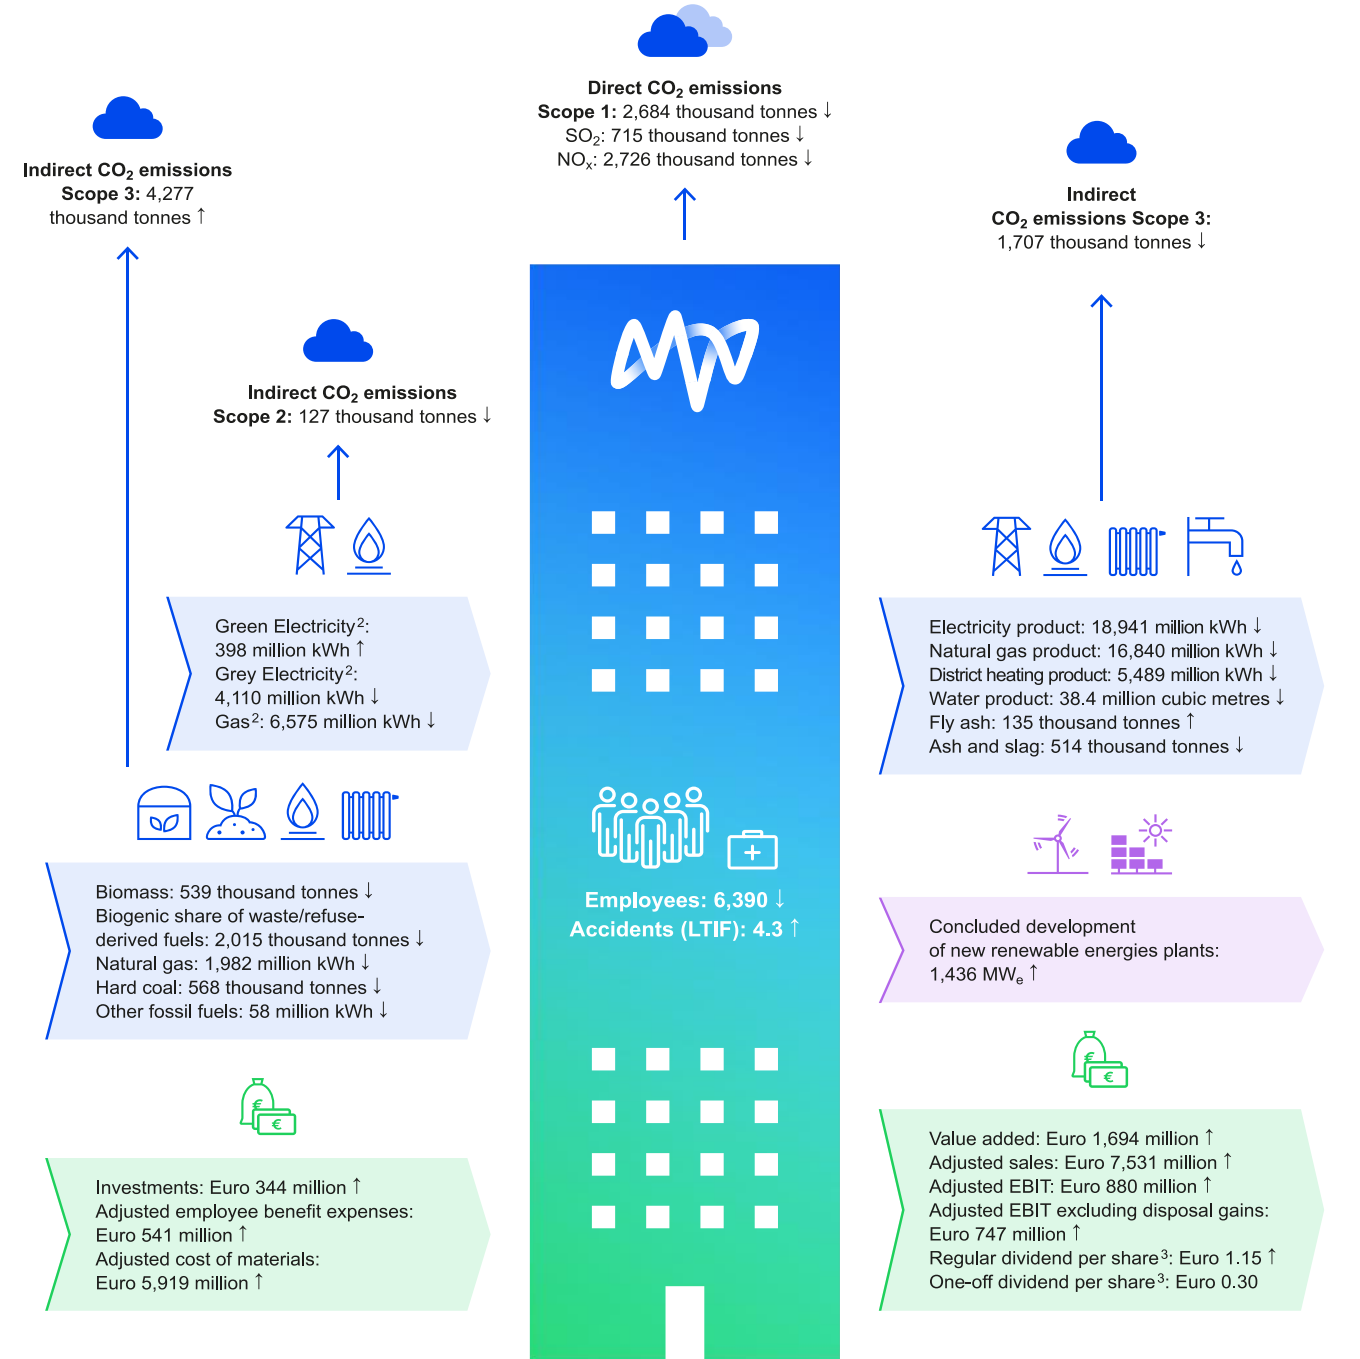 Direct CO₂ emissions
Scope 1: 2,684 thousand tonnes ↓
SO₂: 715 thousand tonnes ↓
NOₓ: 2,726 thousand tonnes ↓
Indirect CO₂ emissions
Scope 3: 4,277
thousand tonnes ↑
Indirect
CO₂ emissions Scope 3:
1,707 thousand tonnes ↓
Indirect CO₂ emissions
Scope 2: 127 thousand tonnes ↓
Green Electricity²:
398 million kWh ↑
Grey Electricity²:
4,110 million kWh ↓
Gas²: 6,575 million kWh ↓
Biomass: 539 thousand tonnes ↓
Biogenic share of waste/refuse-
derived fuels: 2,015 thousand tonnes ↓
Natural gas: 1,982 million kWh ↓
Hard coal: 568 thousand tonnes ↓
Other fossil fuels: 58 million kWh ↓
€
€
Investments: Euro 344 million ↑
Adjusted employee benefit expenses:
Euro 541 million ↑
Adjusted cost of materials:
Euro 5,919 million ↑
Employees: 6,390 ↓
Accidents (LTIF): 4.3 ↑
Electricity product: 18,941 million kWh ↓
Natural gas product: 16,840 million kWh ↓
District heating product: 5,489 million kWh ↓
Water product: 38.4 million cubic metres ↓
Fly ash: 135 thousand tonnes ↑
Ash and slag: 514 thousand tonnes ↓
Concluded development
of new renewable energies plants:
1,436 MWₑ ↑
€
€
Value added: Euro 1,694 million ↑
Adjusted sales: Euro 7,531 million ↑
Adjusted EBIT: Euro 880 million ↑
Adjusted EBIT excluding disposal gains:
Euro 747 million ↑
Regular dividend per share³: Euro 1.15 ↑
One-off dividend per share³: Euro 0.30